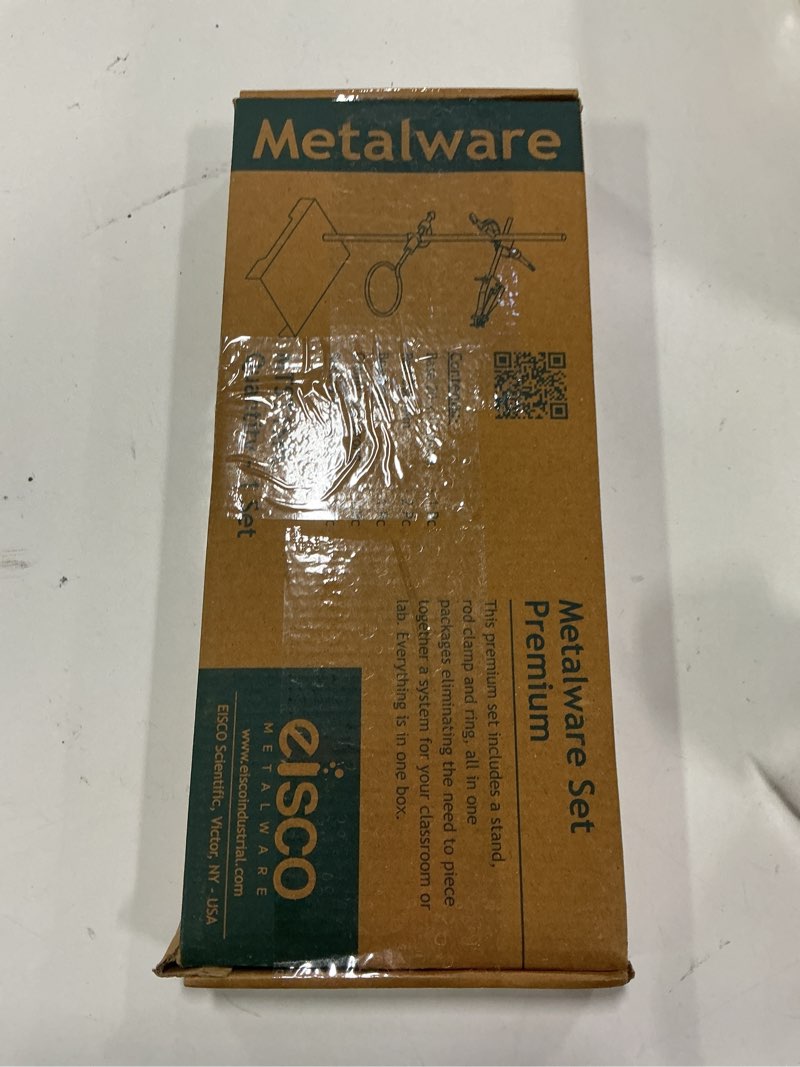 Metalware
Metalware Set
Premium
This premium set includes a stand,
rod clamp and ring, all in one
packages eliminating the need to piece
together a system for your classroom or
lab. Everything is in one box.
1 Set
eisco
METALWARE
www.eiscoindustrial.com
EISCO Scientific, Victor, NY - USA